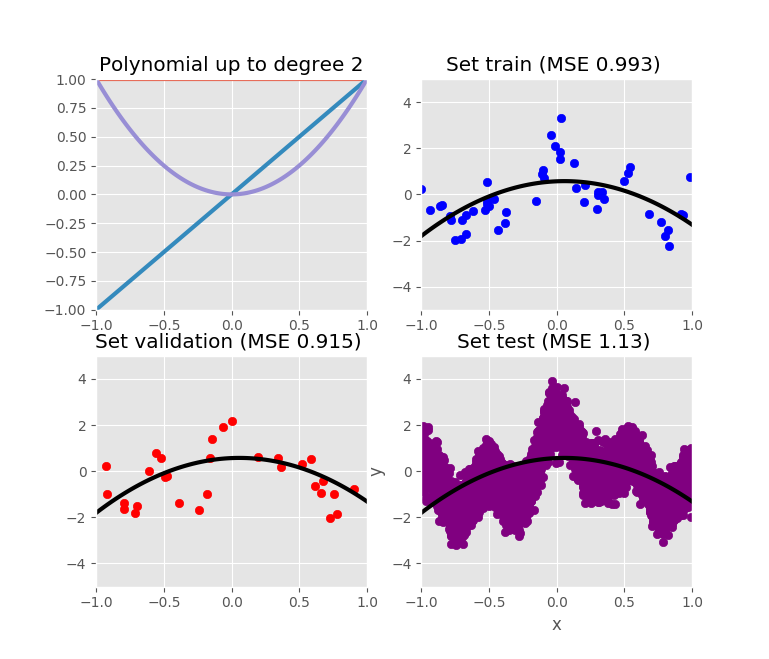 Polynomial up to degree 2
1.00
0.75
0.50
0.25
0.00
−0.25
−0.50
−0.75
−1.00
−1.0 −0.5 0.0 0.5 1.0
Set train (MSE 0.993)
4
2
0
−2
−4
−1.0 −0.5 0.0 0.5 1.0
Set validation (MSE 0.915)
4
2
0
−2
−4
−1.0 −0.5 0.0 0.5 1.0
Set test (MSE 1.13)
y
4
2
0
−2
−4
−1.0 −0.5 0.0 0.5 1.0
x